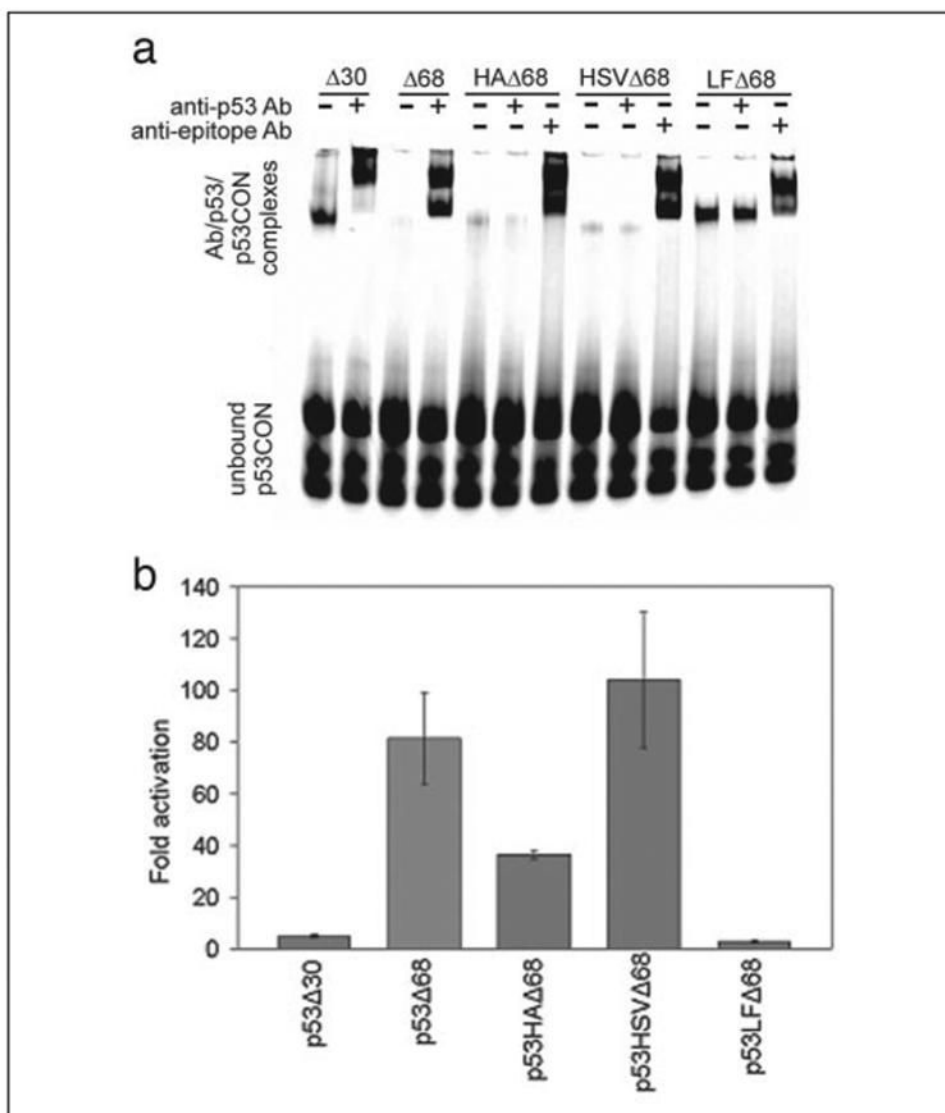 a
Δ30 Δ68 HAΔ68 HSVΔ68 LFΔ68
anti-p53 Ab - + - + - + - - + - - + -
anti-epitope Ab - - + - - + - - +
Ab/p53/
p53CON
complexes
unbound
p53CON
b
140
120
100
80
60
40
20
0
Fold activation
p53Δ30
p53Δ68
p53HAΔ68
p53HSVΔ68
p53LFΔ68